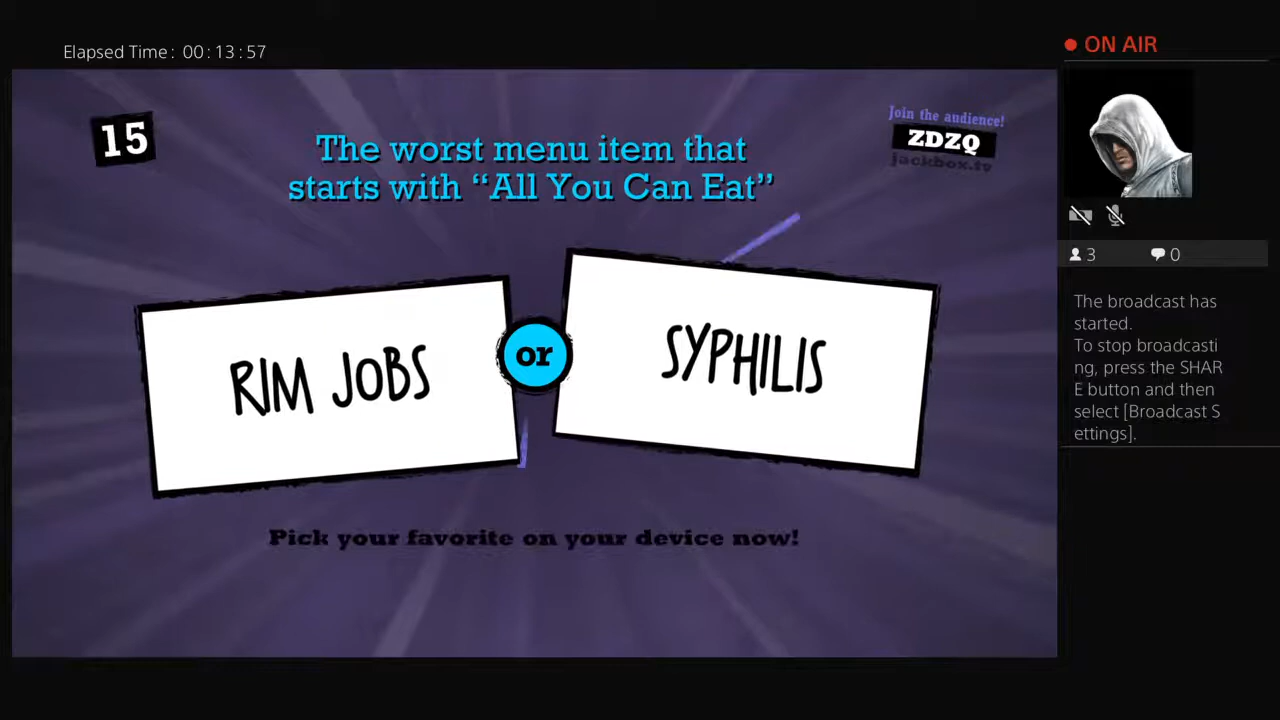 Elapsed Time: 00:13:57
ON AIR
15
Join the audience!
ZDZQ
jackbox.tv
The worst menu item that
starts with “All You Can Eat”
RIM JOBS
or
SYPHILIS
Pick your favorite on your device now!
3
0
The broadcast has
started.
To stop broadcasti
ng, press the SHAR
E button and then
select [Broadcast S
ettings].